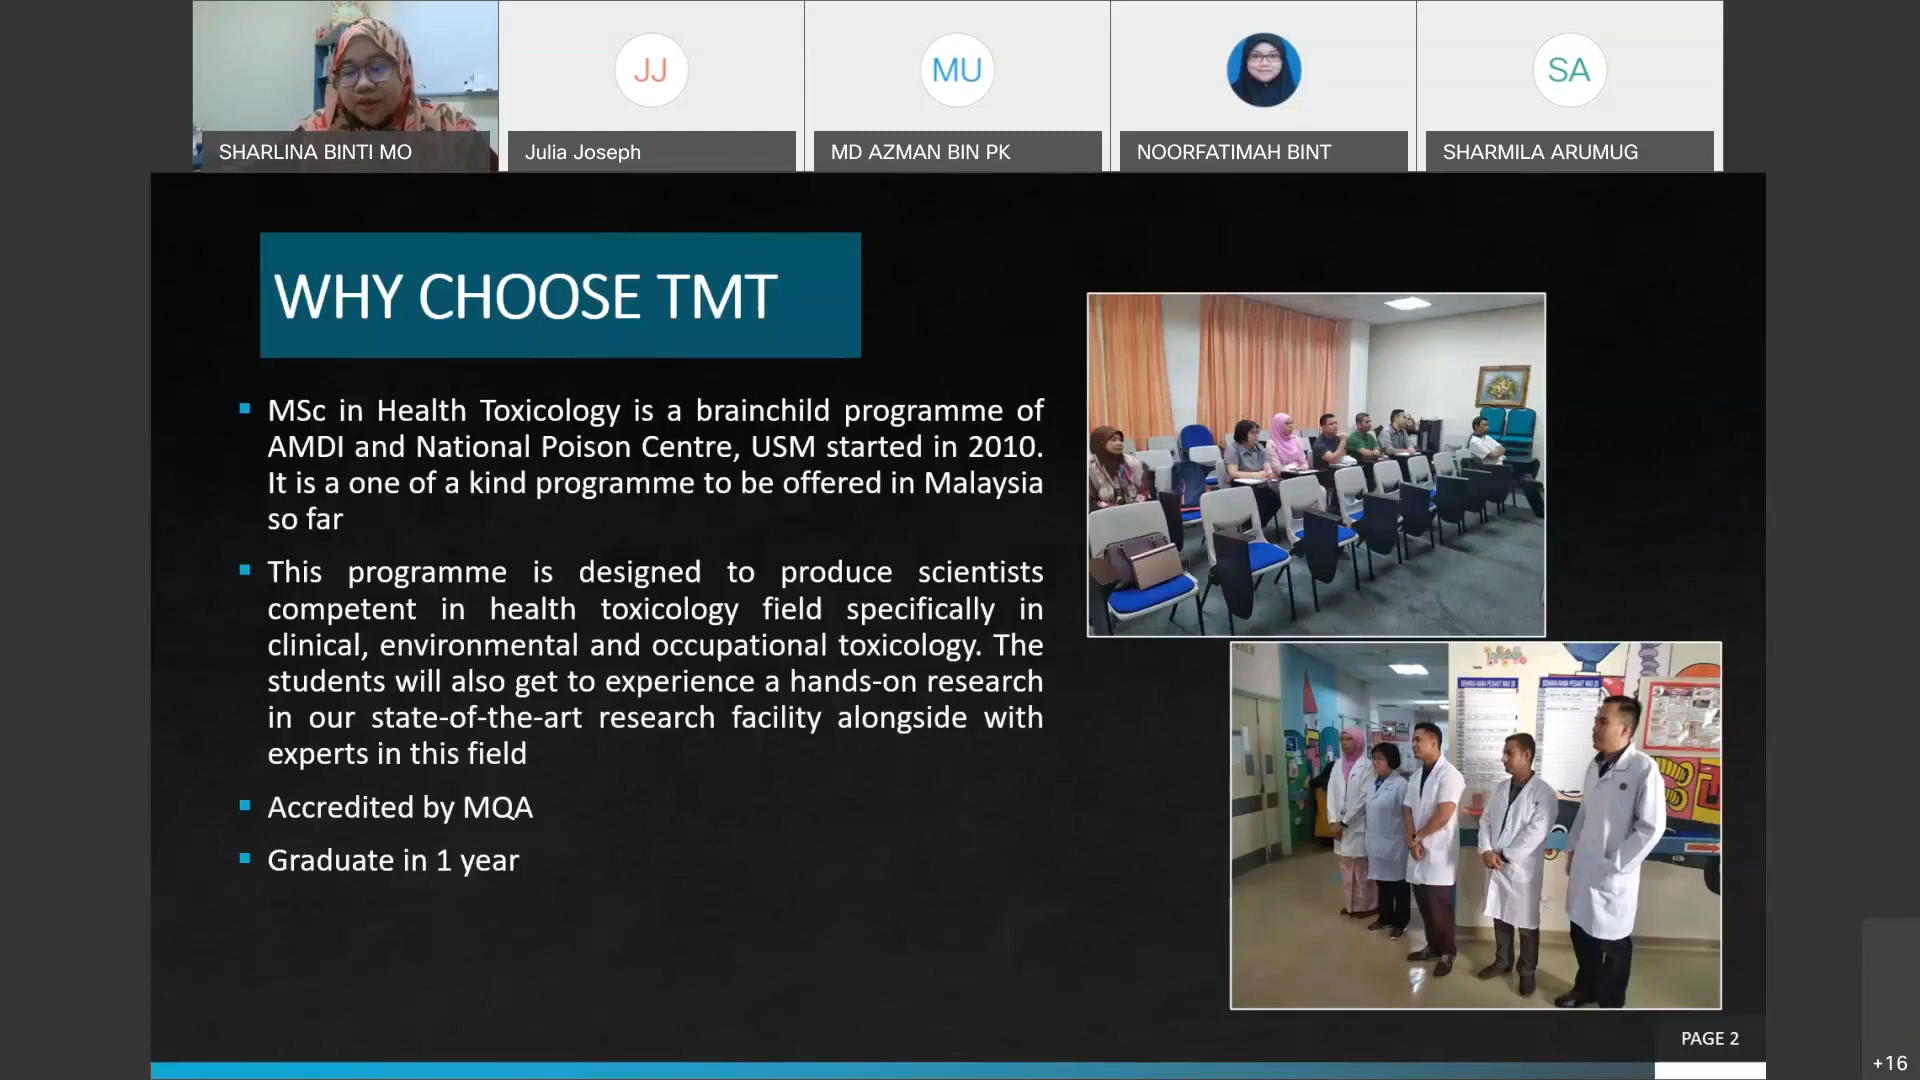 JJ
MU
SA
SHARLINA BINTI MO
Julia Joseph
MD AZMAN BIN PK
NOORFATIMAH BINT
SHARMILA ARUMUG
WHY CHOOSE TMT
MSc in Health Toxicology is a brainchild programme of
AMDI and National Poison Centre, USM started in 2010.
It is a one of a kind programme to be offered in Malaysia
so far
This programme is designed to produce scientists
competent in health toxicology field specifically in
clinical, environmental and occupational toxicology. The
students will also get to experience a hands-on research
in our state-of-the-art research facility alongside with
experts in this field
Accredited by MQA
Graduate in 1 year
PAGE 2
+16